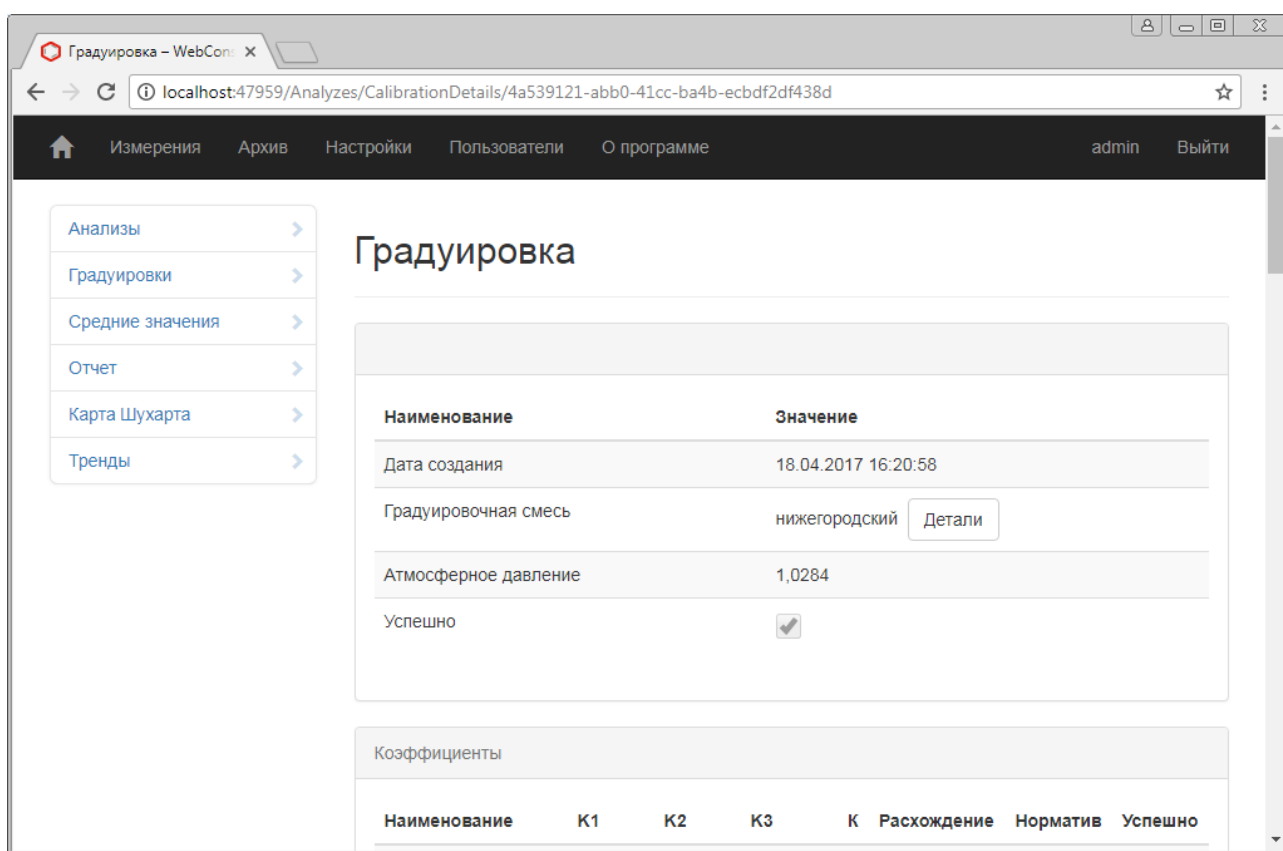 Градуировка – WebCons
localhost:47959/Analyzes/CalibrationDetails/4a539121-abb0-41cc-ba4b-ecbdf2df438d
Измерения Архив Настройки Пользователи О программе admin Выйти
Анализы
Градуировки
Средние значения
Отчет
Карта Шухарта
Тренды
Градуировка
Наименование Значение
Дата создания 18.04.2017 16:20:58
Градуировочная смесь нижегородский Детали
Атмосферное давление 1,0284
Успешно
Коэффициенты
Наименование K1 K2 K3 К Расхождение Норматив Успешно